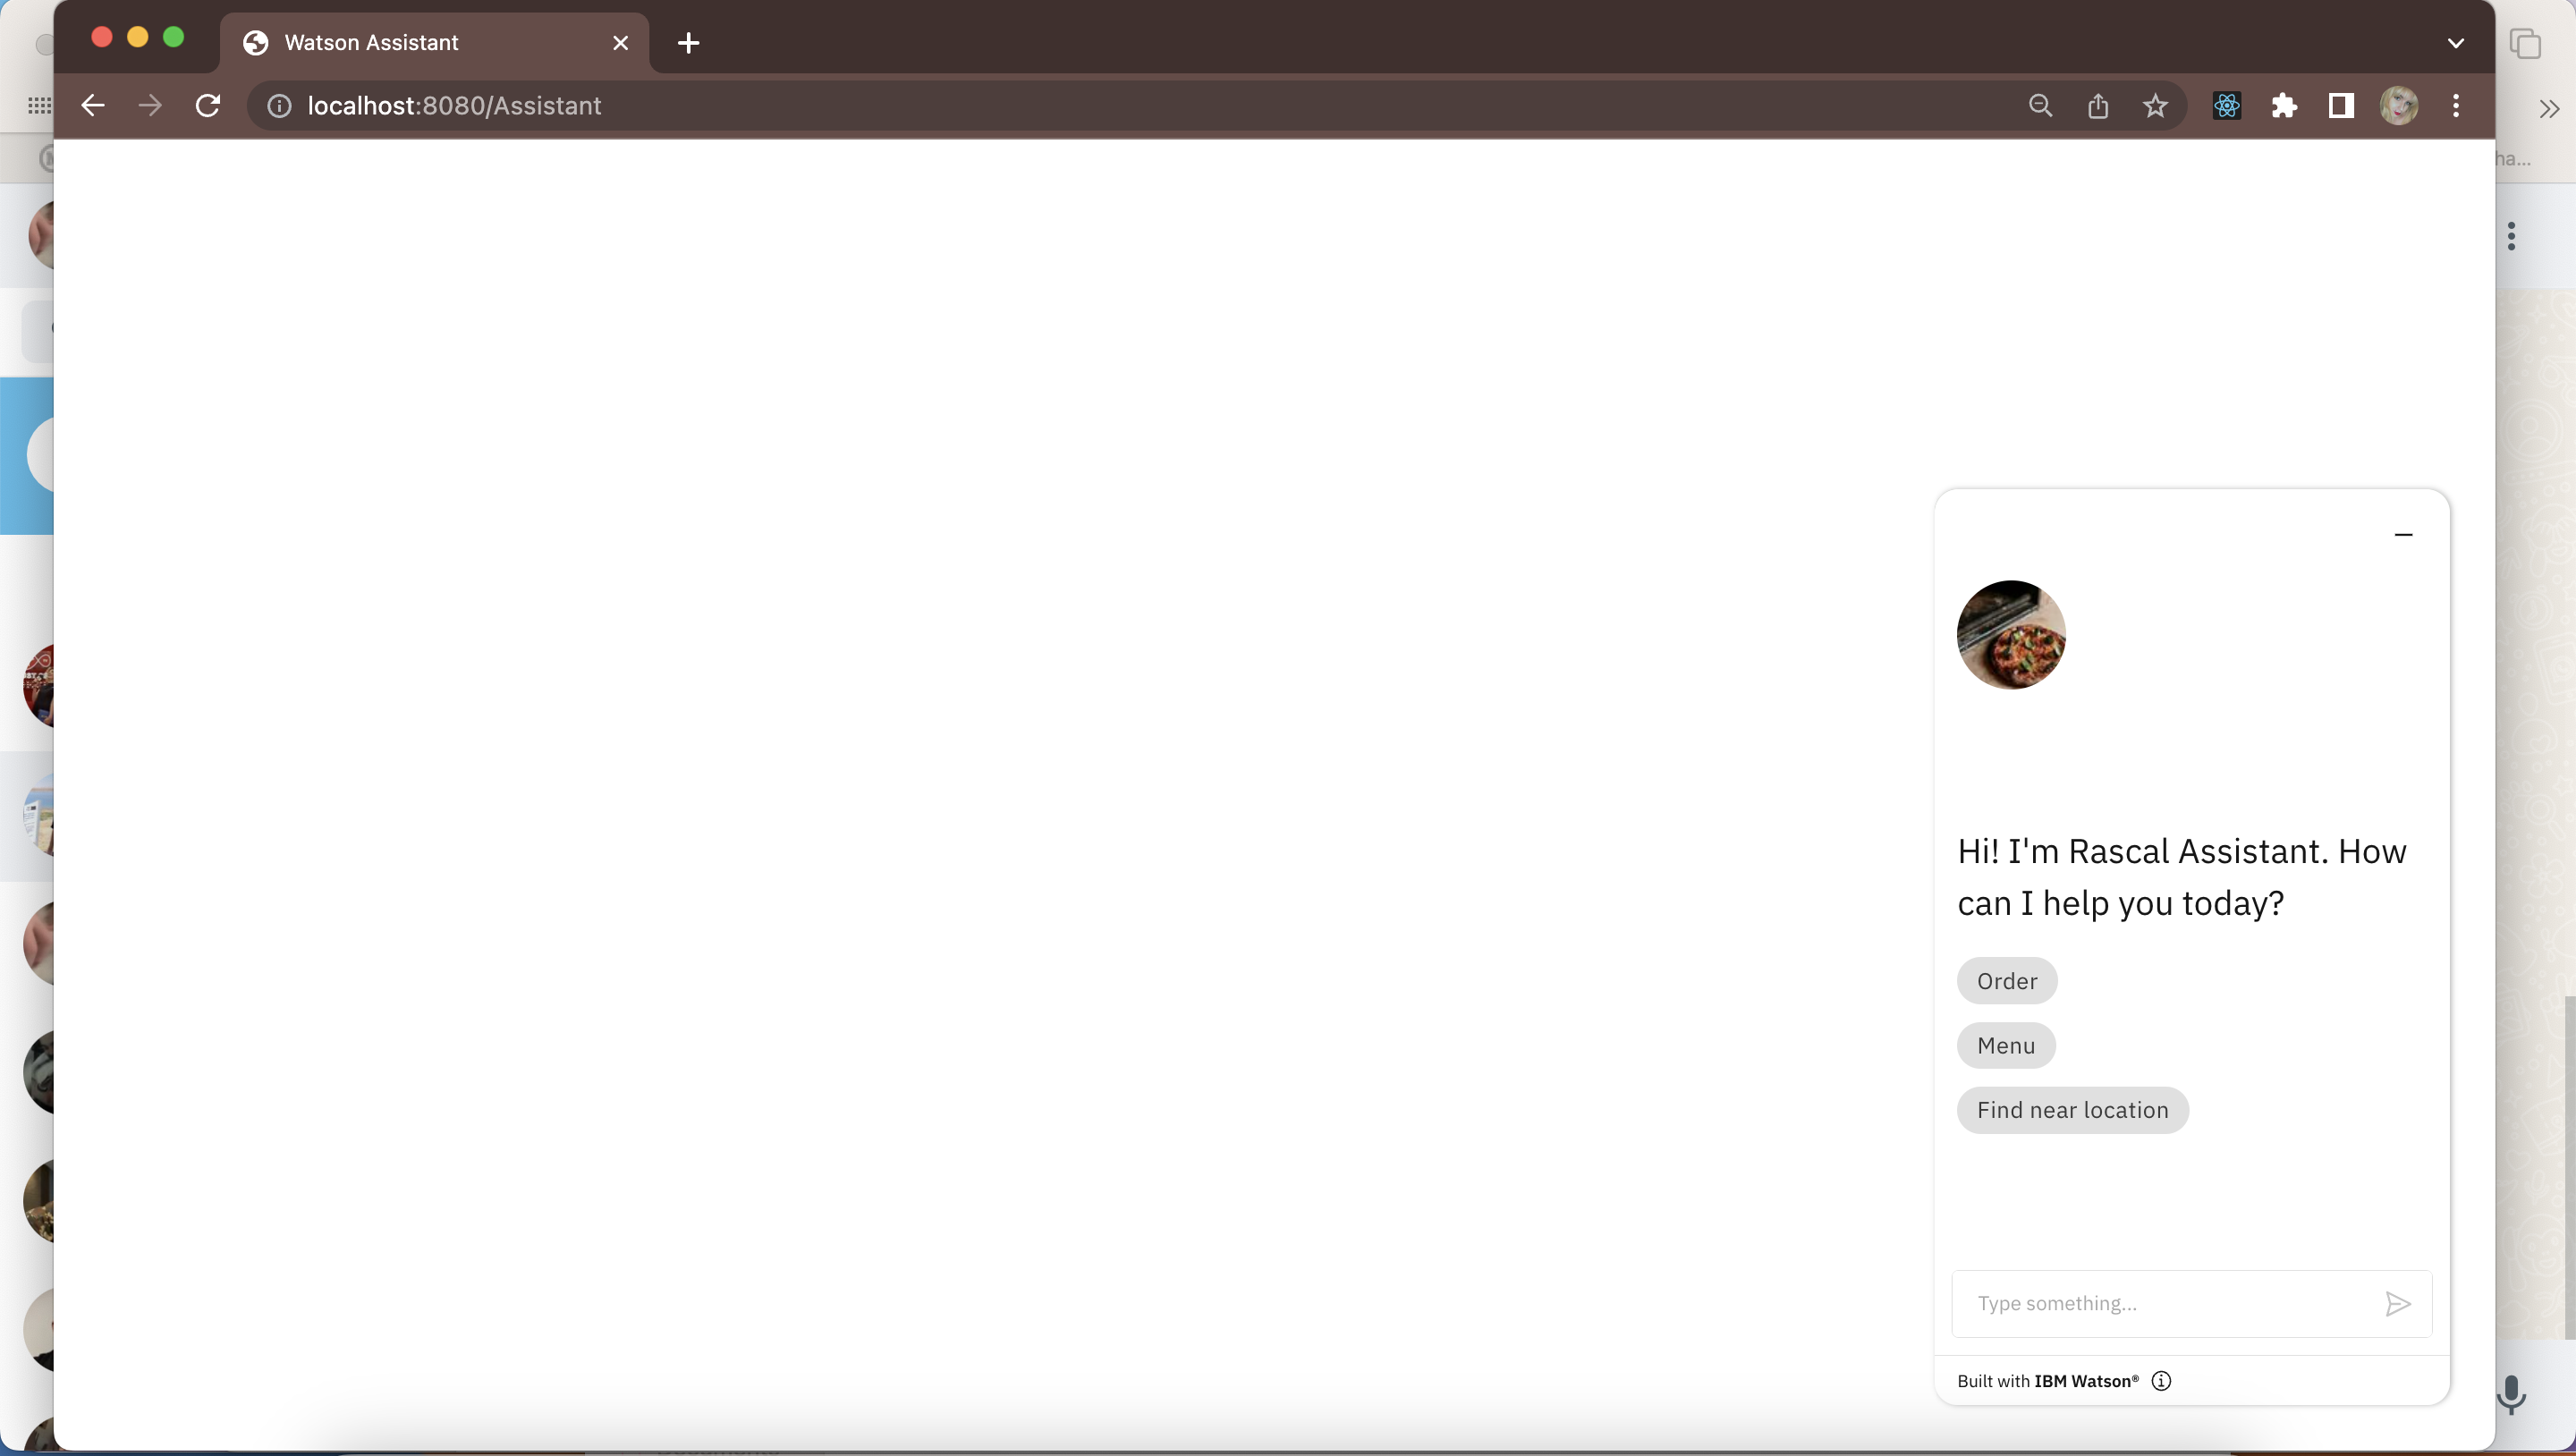 Watson Assistant
localhost:8080/Assistant
ha...
Hi! I'm Rascal Assistant. How
can I help you today?
Order
Menu
Find near location
Type something...
Built with IBM Watson®